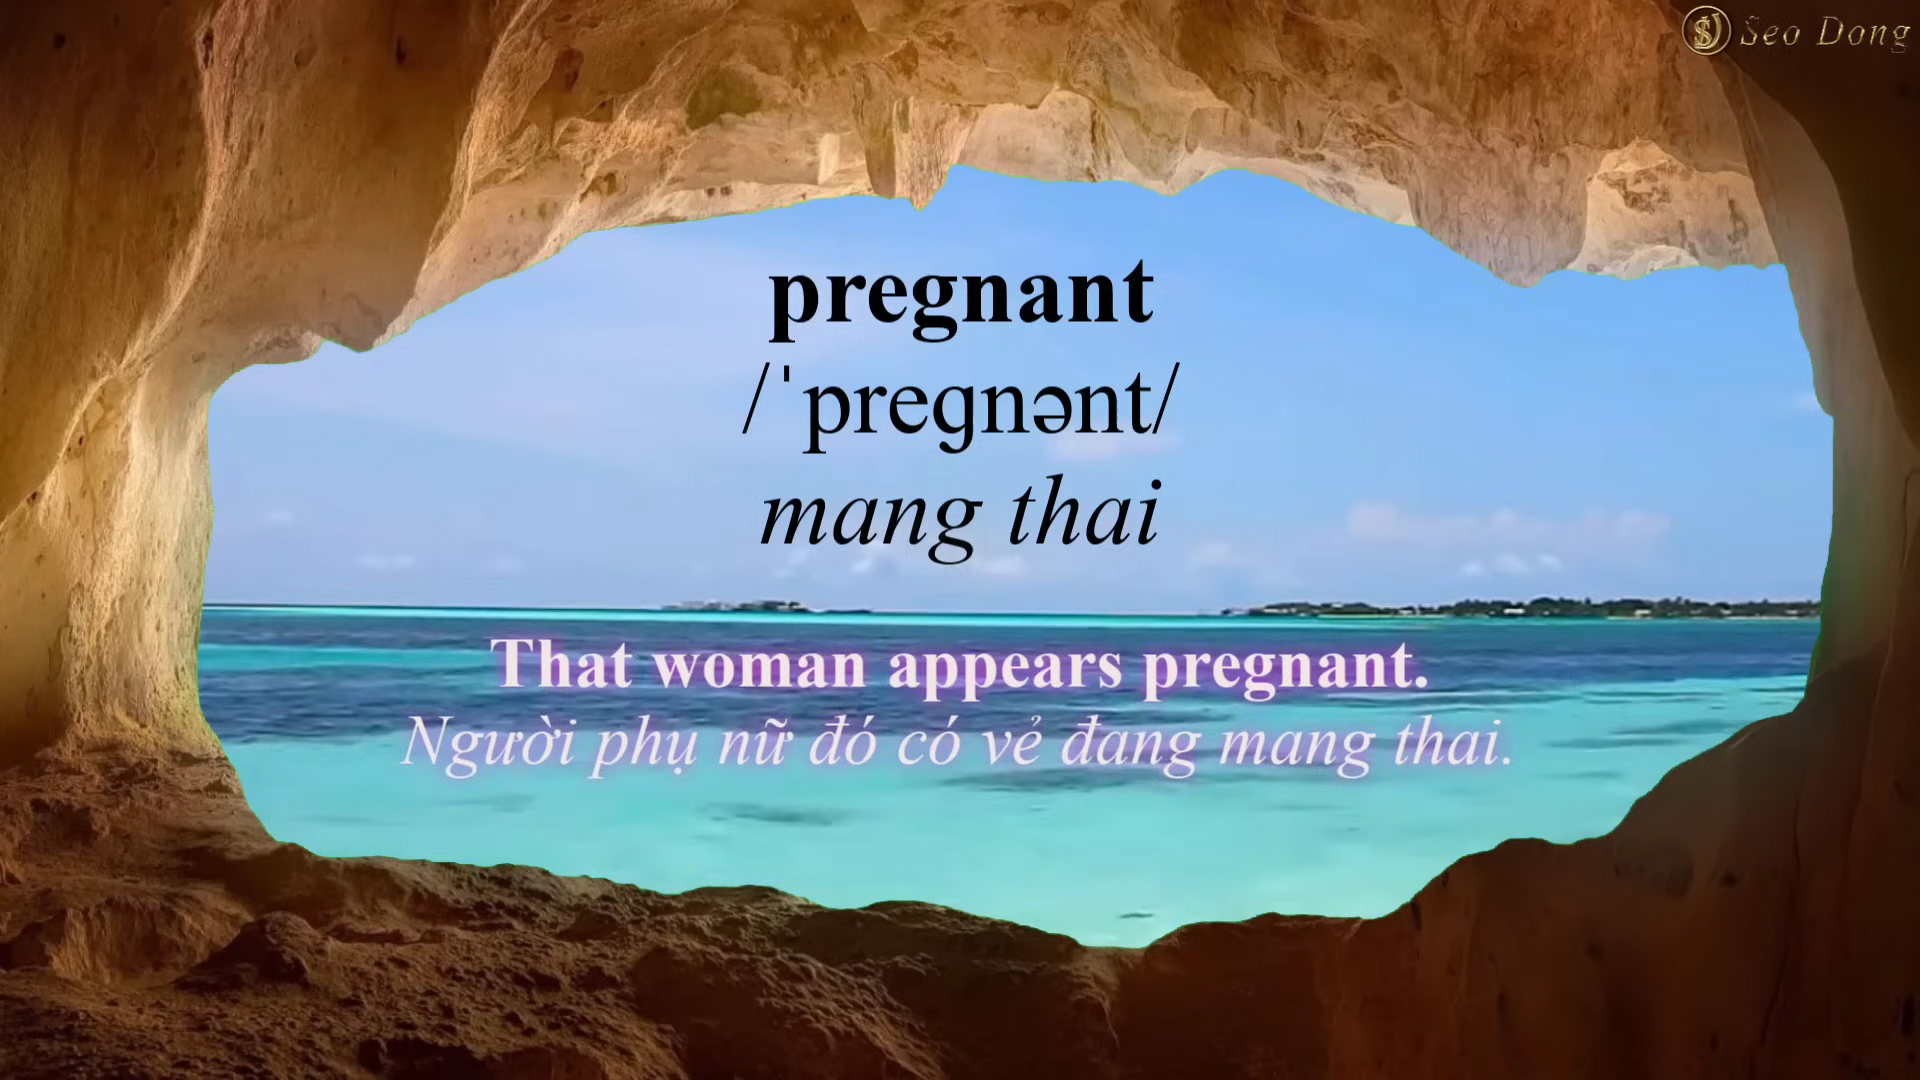 Seo Dong
pregnant
/ˈpreɡnənt/
mang thai
That woman appears pregnant.
Người phụ nữ đó có vẻ đang mang thai.